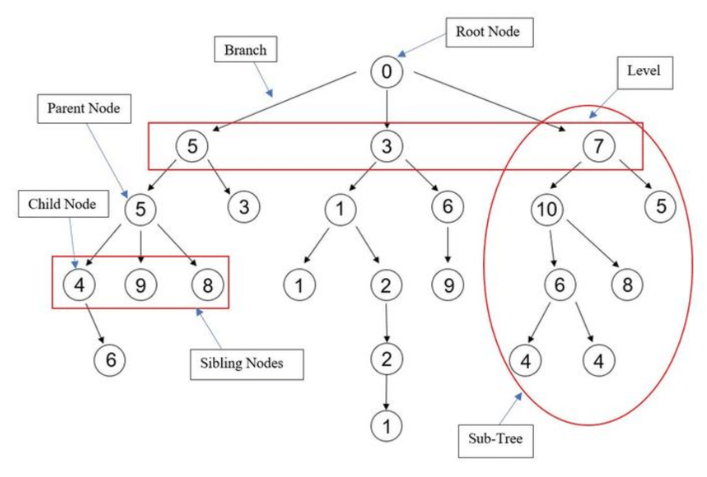 Root Node
Branch
0
Level
Parent Node
5 3 7
Child Node
5 3 1 6 10 5
4 9 8 1 2 9 6 8
6 Sibling Nodes 2 4 4
1
Sub-Tree